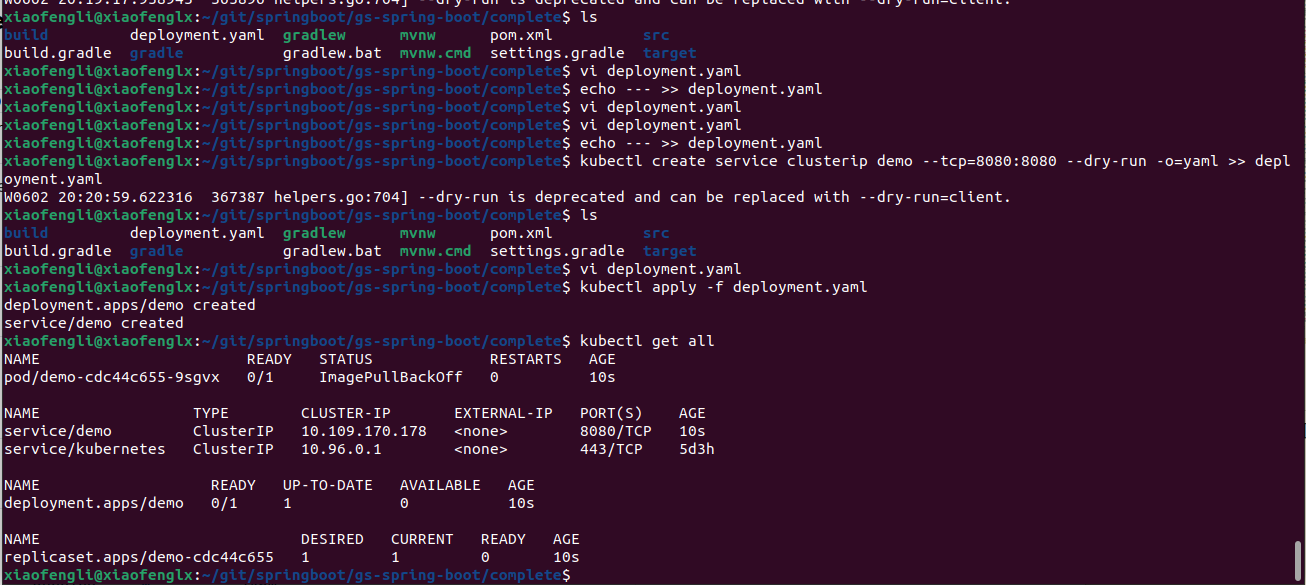 W0602 20:19:17.938945  363896 helpers.go:704] --dry-run is deprecated and can be replaced with --dry-run=client.
xiaofengli@xiaofenglx:~/git/springboot/gs-spring-boot/complete$ ls
build         deployment.yaml  gradlew      mvnw      pom.xml          src
build.gradle  gradle           gradlew.bat  mvnw.cmd  settings.gradle  target
xiaofengli@xiaofenglx:~/git/springboot/gs-spring-boot/complete$ vi deployment.yaml
xiaofengli@xiaofenglx:~/git/springboot/gs-spring-boot/complete$ echo --- >> deployment.yaml
xiaofengli@xiaofenglx:~/git/springboot/gs-spring-boot/complete$ vi deployment.yaml
xiaofengli@xiaofenglx:~/git/springboot/gs-spring-boot/complete$ vi deployment.yaml
xiaofengli@xiaofenglx:~/git/springboot/gs-spring-boot/complete$ echo --- >> deployment.yaml
xiaofengli@xiaofenglx:~/git/springboot/gs-spring-boot/complete$ kubectl create service clusterip demo --tcp=8080:8080 --dry-run -o=yaml >> depl
oyment.yaml
W0602 20:20:59.622316  367387 helpers.go:704] --dry-run is deprecated and can be replaced with --dry-run=client.
xiaofengli@xiaofenglx:~/git/springboot/gs-spring-boot/complete$ ls
build         deployment.yaml  gradlew      mvnw      pom.xml          src
build.gradle  gradle           gradlew.bat  mvnw.cmd  settings.gradle  target
xiaofengli@xiaofenglx:~/git/springboot/gs-spring-boot/complete$ vi deployment.yaml
xiaofengli@xiaofenglx:~/git/springboot/gs-spring-boot/complete$ kubectl apply -f deployment.yaml
deployment.apps/demo created
service/demo created
xiaofengli@xiaofenglx:~/git/springboot/gs-spring-boot/complete$ kubectl get all
NAME                       READY   STATUS             RESTARTS   AGE
pod/demo-cdc44c655-9sgvx   0/1     ImagePullBackOff   0          10s
NAME                 TYPE        CLUSTER-IP       EXTERNAL-IP   PORT(S)    AGE
service/demo         ClusterIP   10.109.170.178   <none>        8080/TCP   10s
service/kubernetes   ClusterIP   10.96.0.1        <none>        443/TCP    5d3h
NAME                   READY   UP-TO-DATE   AVAILABLE   AGE
deployment.apps/demo   0/1     1            0           10s
NAME                             DESIRED   CURRENT   READY   AGE
replicaset.apps/demo-cdc44c655   1         1         0       10s
xiaofengli@xiaofenglx:~/git/springboot/gs-spring-boot/complete$